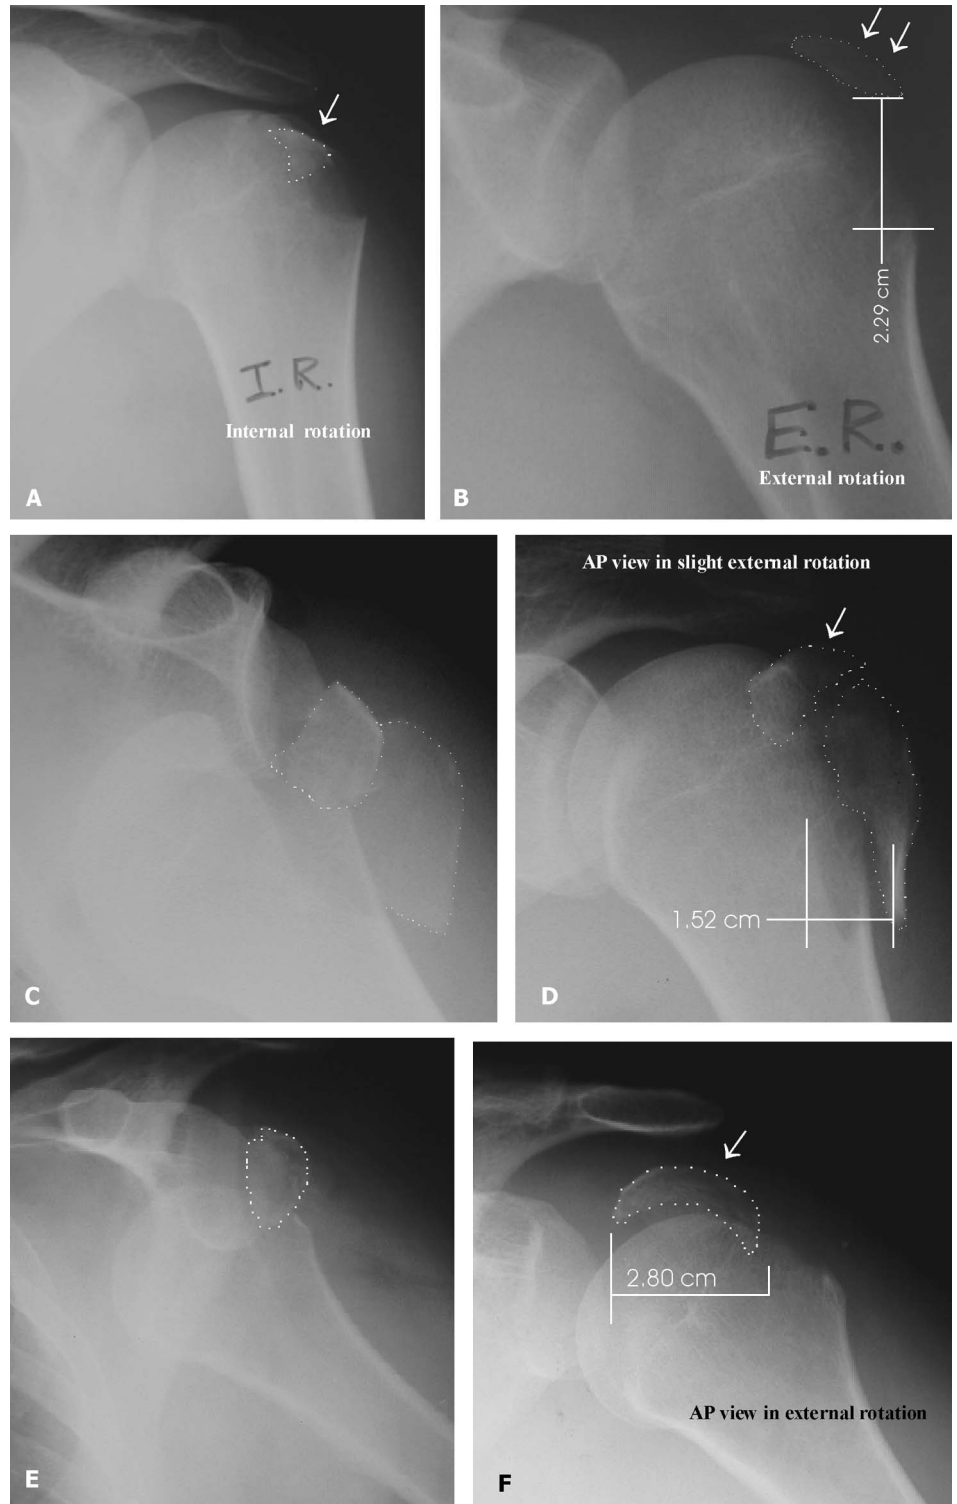 I.R.
Internal rotation
A
2.29 cm
E.R.
External rotation
B
C
AP view in slight external rotation
1.52 cm
D
E
2.80 cm
AP view in external rotation
F